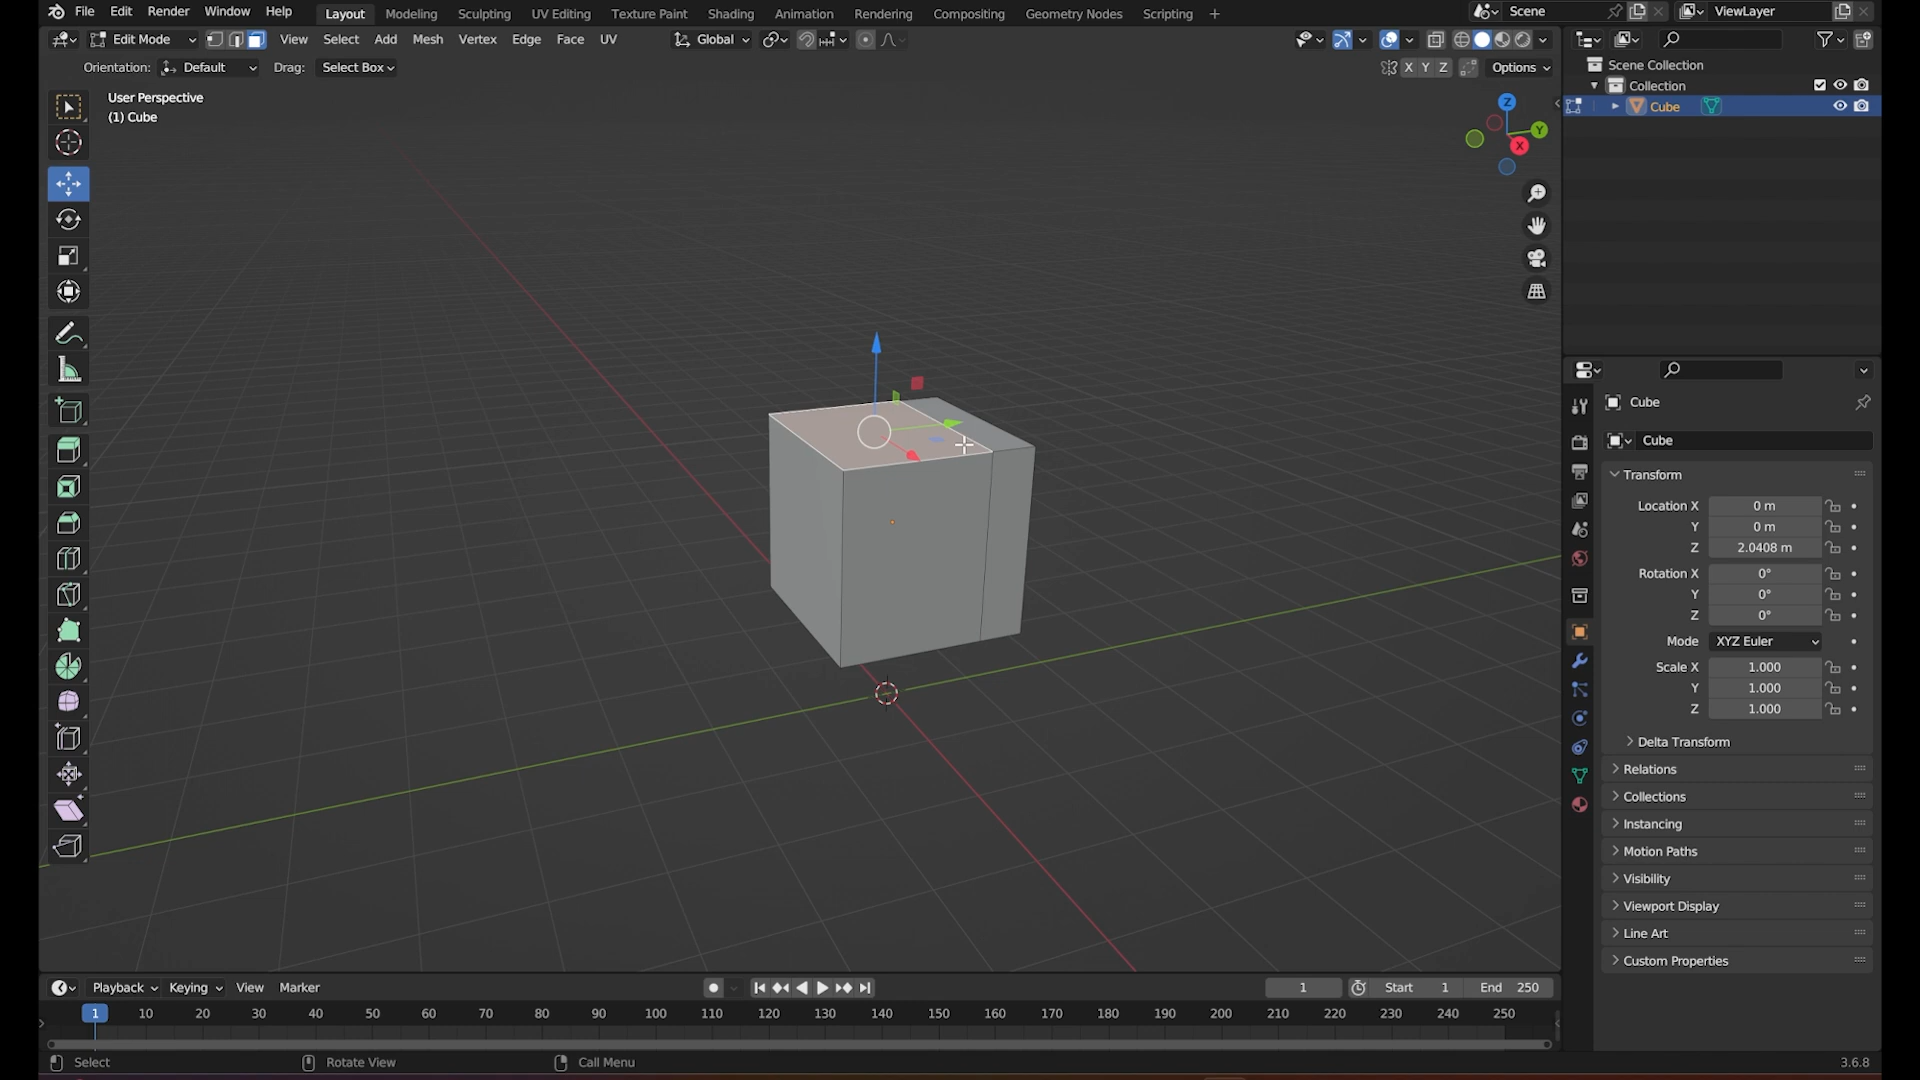 File Edit Render Window Help Layout Modeling Sculpting UV Editing Texture Paint Shading Animation Rendering Compositing Geometry Nodes Scripting + Scene ViewLayer
Edit Mode View Select Add Mesh Vertex Edge Face UV Global
Orientation: Default Drag: Select Box X Y Z Options
User Perspective
(1) Cube
Z
Y
X
Scene Collection
Collection
Cube
Cube
Cube
Transform
Location X 0 m
Y 0 m
Z 2.0408 m
Rotation X 0°
Y 0°
Z 0°
Mode XYZ Euler
Scale X 1.000
Y 1.000
Z 1.000
Delta Transform
Relations
Collections
Instancing
Motion Paths
Visibility
Viewport Display
Line Art
Custom Properties
Playback Keying View Marker 1 Start 1 End 250
1 10 20 30 40 50 60 70 80 90 100 110 120 130 140 150 160 170 180 190 200 210 220 230 240 250
Select Rotate View Call Menu 3.6.8